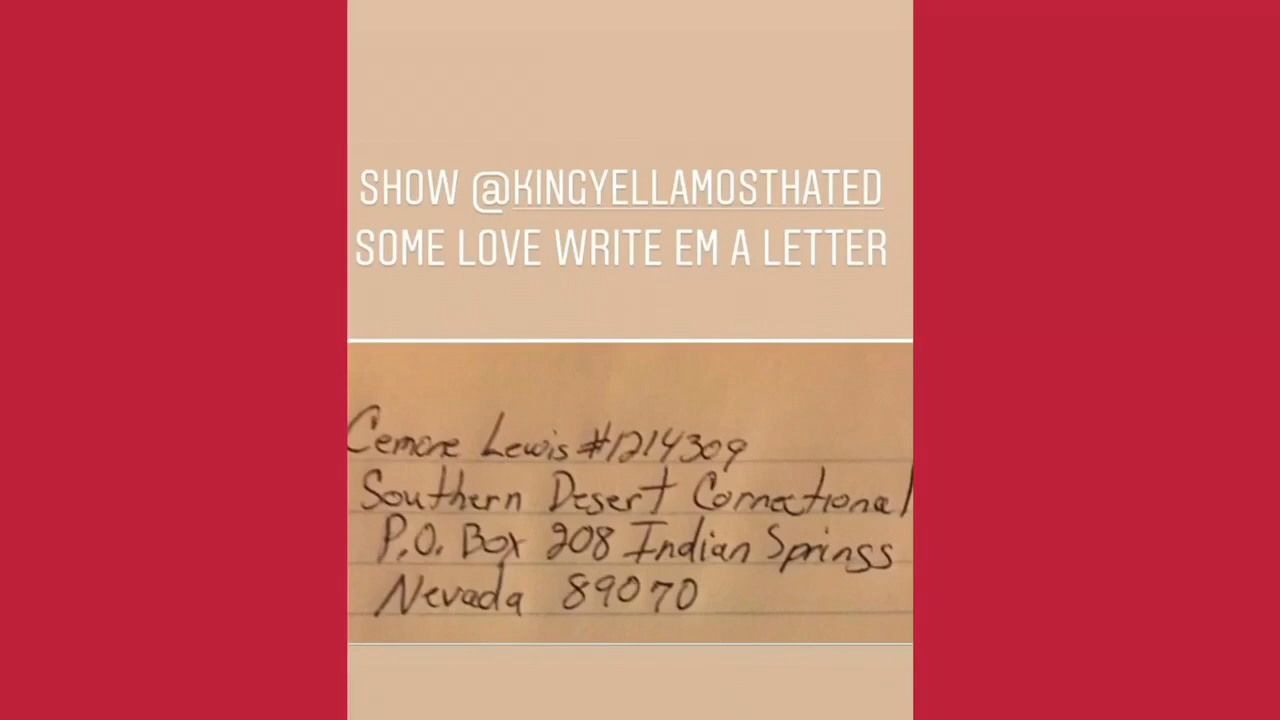 SHOW @KINGYELLAMOSTHATED
SOME LOVE WRITE EM A LETTER
Cemore Lewis #1214309
Southern Desert Correctional
P.O. Box 208 Indian Springs
Nevada 89070